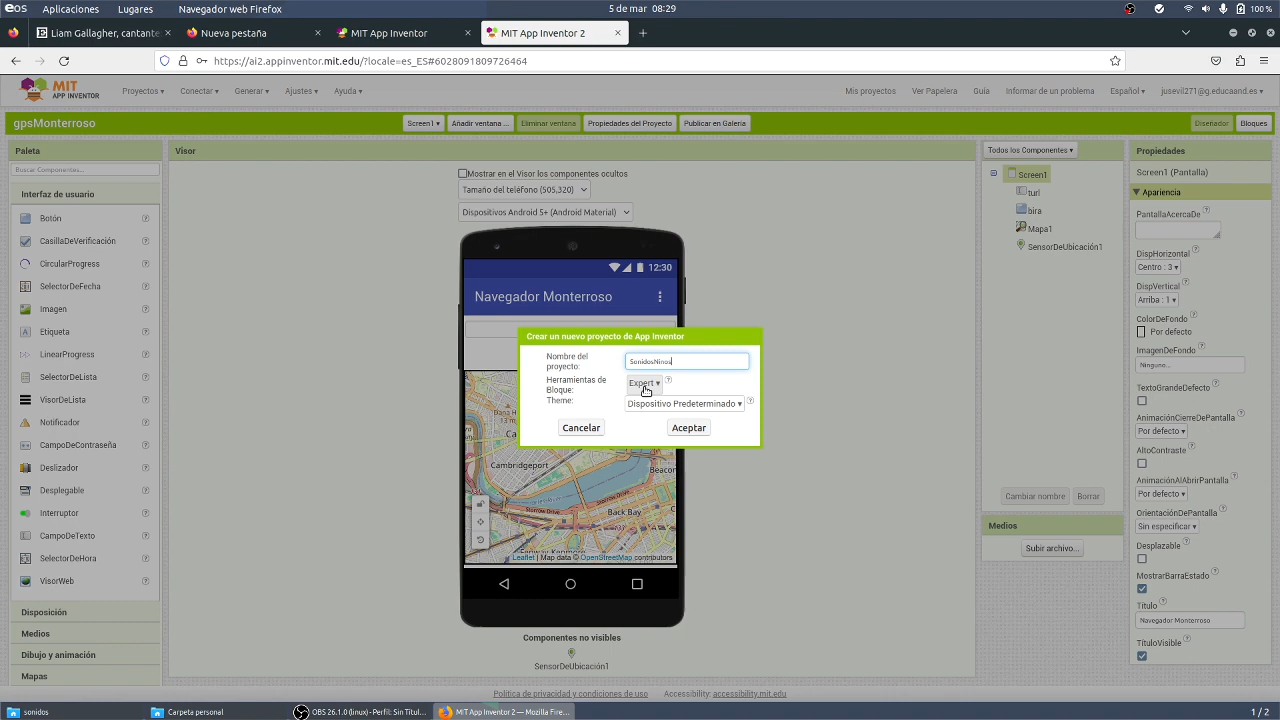 eos Aplicaciones Lugares Navegador web Firefox 5 de mar 08:29 100 %
Liam Gallagher, cantante × Nueva pestaña × MIT App Inventor × MIT App Inventor 2 × +
https://ai2.appinventor.mit.edu/?locale=es_ES#6028091809726464
MIT
APP INVENTOR
Proyectos ▾ Conectar ▾ Generar ▾ Ajustes ▾ Ayuda ▾ Mis proyectos Ver Papelera Guía Informar de un problema Español ▾ jusevil271@g.educaand.es ▾
gpsMonterroso Screen1 ▾ Añadir ventana ... Eliminar ventana Propiedades del Proyecto Publicar en Galería Diseñador Bloques
Paleta
Buscar Componentes...
Interfaz de usuario
Botón
CasillaDeVerificación
CircularProgress
SelectorDeFecha
Imagen
Etiqueta
LinearProgress
SelectorDeLista
VisorDeLista
Notificador
CampoDeContraseña
Deslizador
Desplegable
Interruptor
CampoDeTexto
SelectorDeHora
VisorWeb
Disposición
Medios
Dibujo y animación
Mapas
Visor
Mostrar en el Visor los componentes ocultos
Tamaño del teléfono (505,320)
Dispositivos Android 5+ (Android Material)
12:30
Navegador Monterroso
Crear un nuevo proyecto de App Inventor
Nombre del
proyecto:
SonidosNinos
Herramientas de
Bloque:
Expert ▾
Theme:
Dispositivo Predeterminado ▾
Cancelar Aceptar
Dana H
Cambridgeport
Beacon
Storrow Drive
Back Bay
Fenway Kenmore
Leaflet | Map data © OpenStreetMap contributors
Componentes no visibles
SensorDeUbicación1
Todos los Componentes ▾
Screen1
turl
bira
Mapa1
SensorDeUbicación1
Cambiar nombre Borrar
Medios
Subir archivo...
Propiedades
Screen1 (Pantalla)
Apariencia
PantallaAcercaDe
DispHorizontal
Centro : 3 ▾
DispVertical
Arriba : 1 ▾
ColorDeFondo
Por defecto
ImagenDeFondo
Ninguno...
TextoGrandeDefecto
AnimaciónCierreDePantalla
Por defecto ▾
AltoContraste
AnimaciónAlAbrirPantalla
Por defecto ▾
OrientaciónDePantalla
Sin especificar ▾
Desplazable
MostrarBarraEstado
Título
Navegador Monterroso
TítuloVisible
Política de privacidad y condiciones de uso Accessibility: accessibility.mit.edu
sonidos Carpeta personal OBS 26.1.0 (linux) - Perfil: Sin Titul... MIT App Inventor 2 — Mozilla Fire... 1 / 2